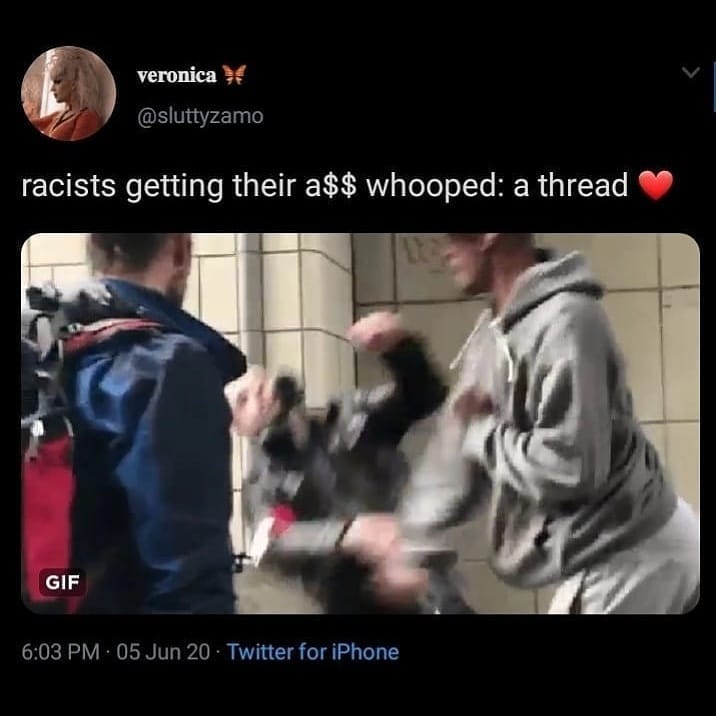 veronica
@sluttyzamo
racists getting their a$$ whooped: a thread ❤️
GIF
6:03 PM · 05 Jun 20 · Twitter for iPhone